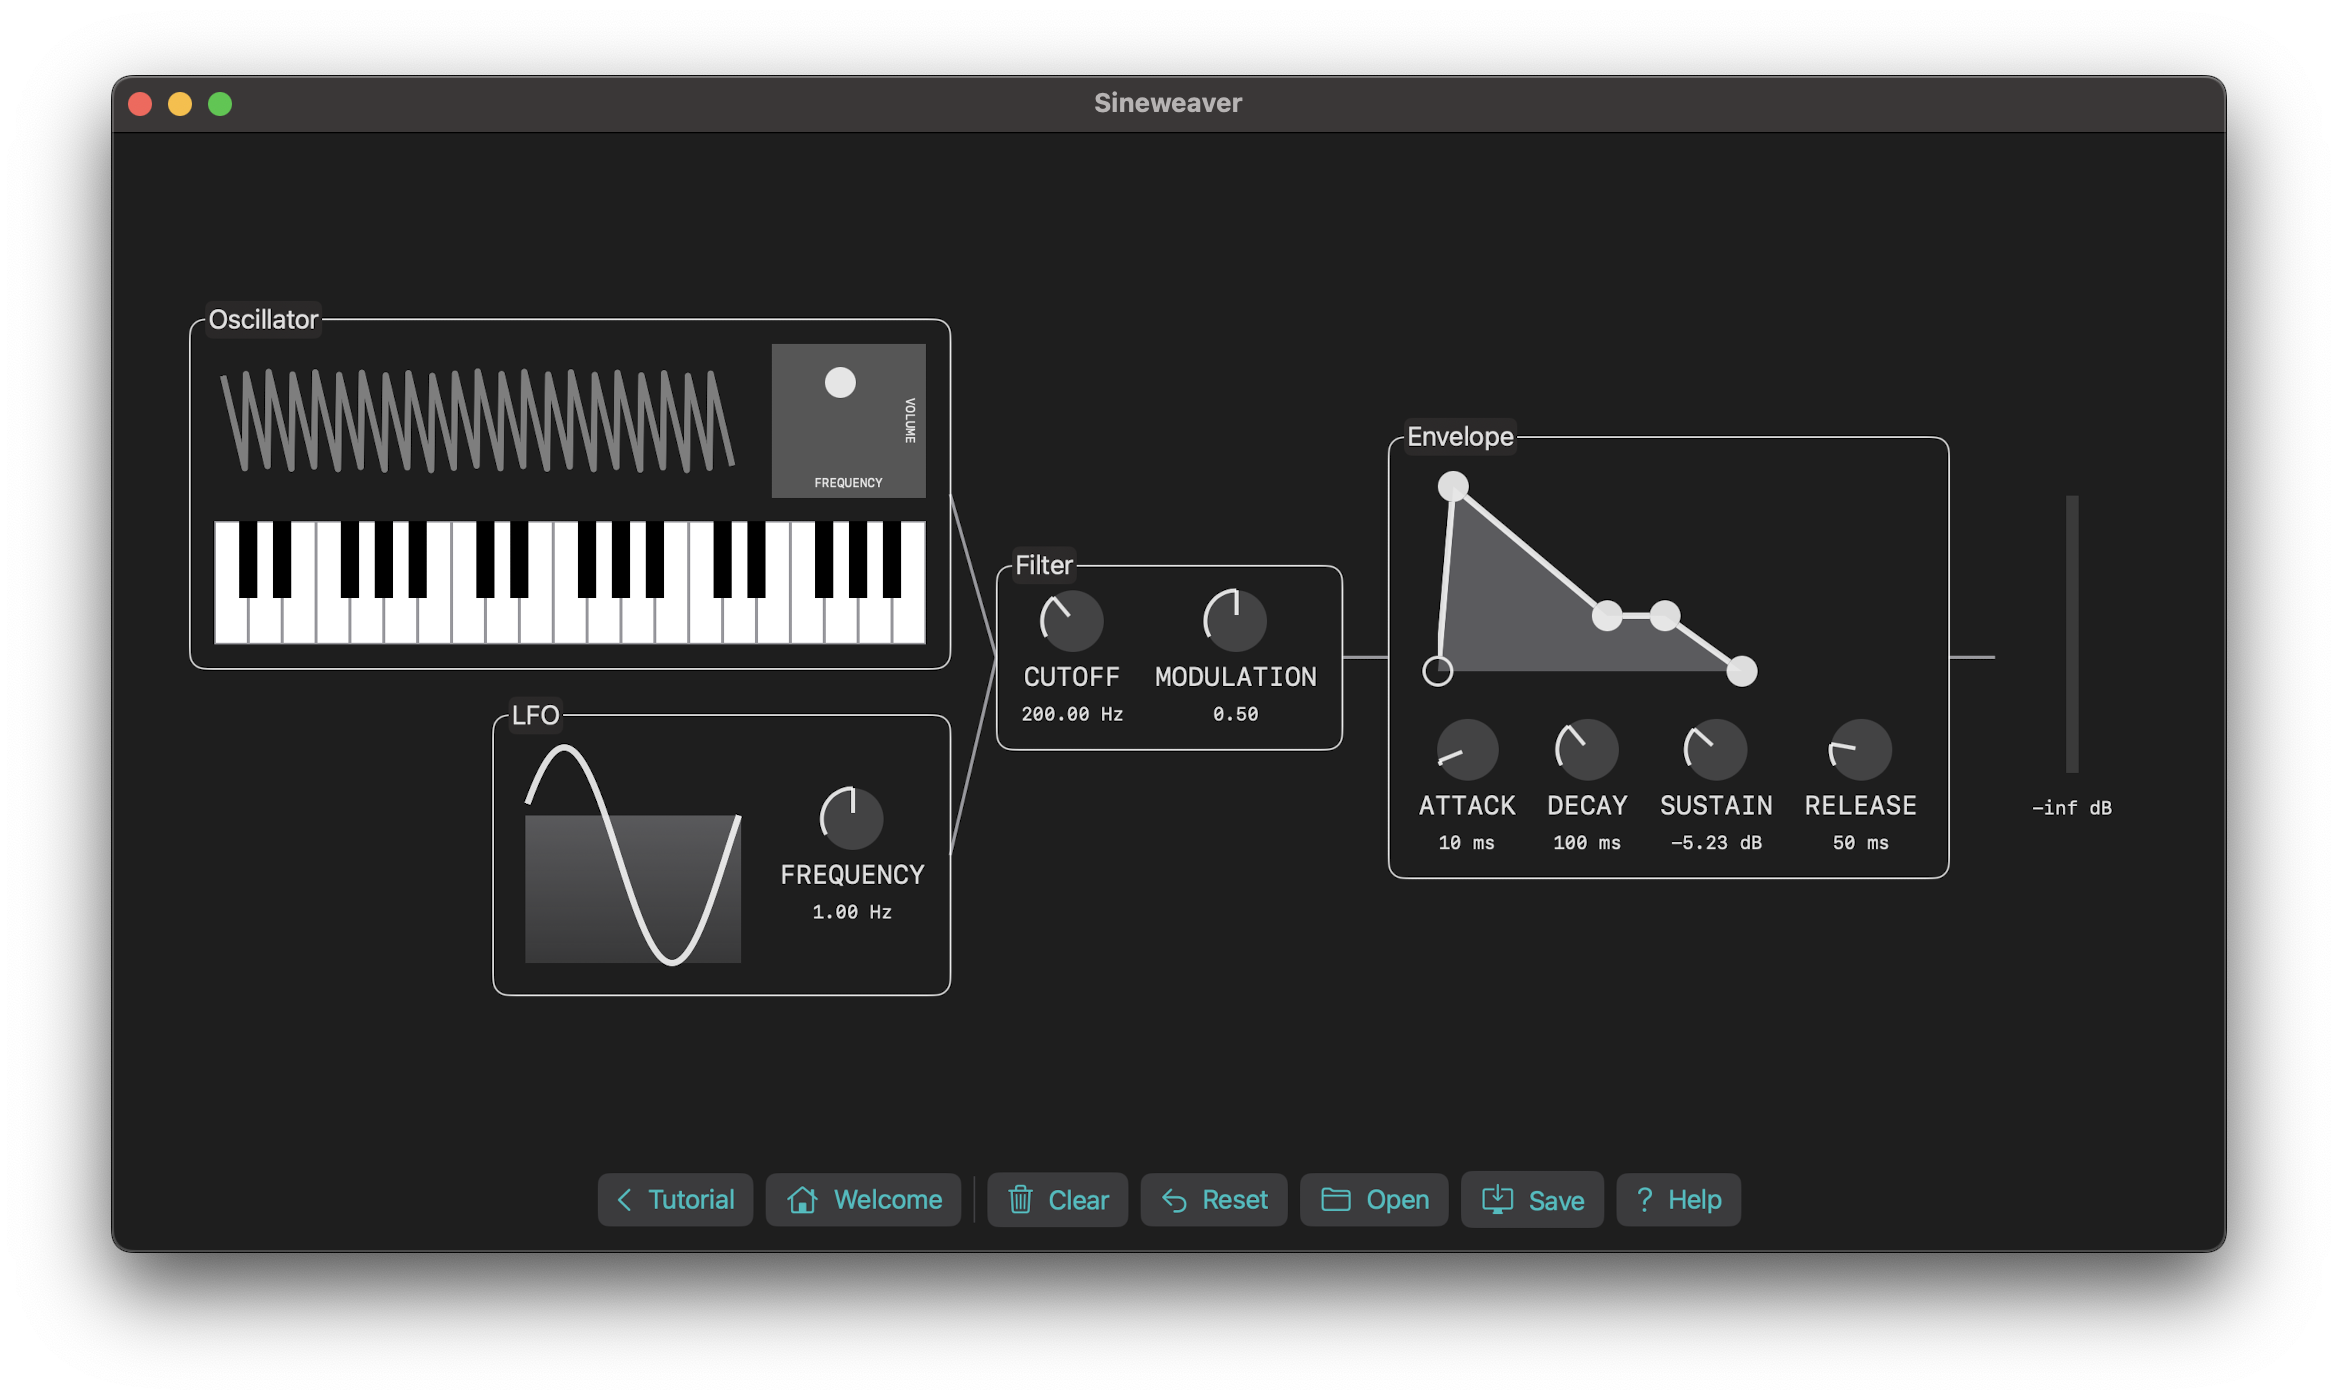 Sineweaver
Oscillator
VOLUME
FREQUENCY
LFO
FREQUENCY
1.00 Hz
Filter
CUTOFF
200.00 Hz
MODULATION
0.50
Envelope
ATTACK
10 ms
DECAY
100 ms
SUSTAIN
-5.23 dB
RELEASE
50 ms
-inf dB
Tutorial
Welcome
Clear
Reset
Open
Save
? Help